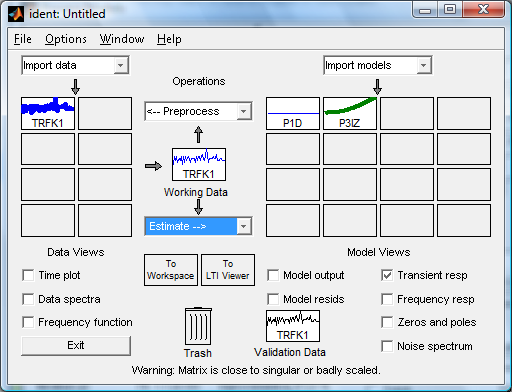 ident: Untitled
File Options Window Help
Import data
Operations
Import models
<-- Preprocess
TRFK1
P1D
P3IZ
TRFK1
Working Data
Estimate -->
Data Views
Model Views
To Workspace
To LTI Viewer
Time plot
Data spectra
Frequency function
Model output
Model resids
Transient resp
Frequency resp
Zeros and poles
Noise spectrum
Exit
Trash
TRFK1
Validation Data
Warning: Matrix is close to singular or badly scaled.